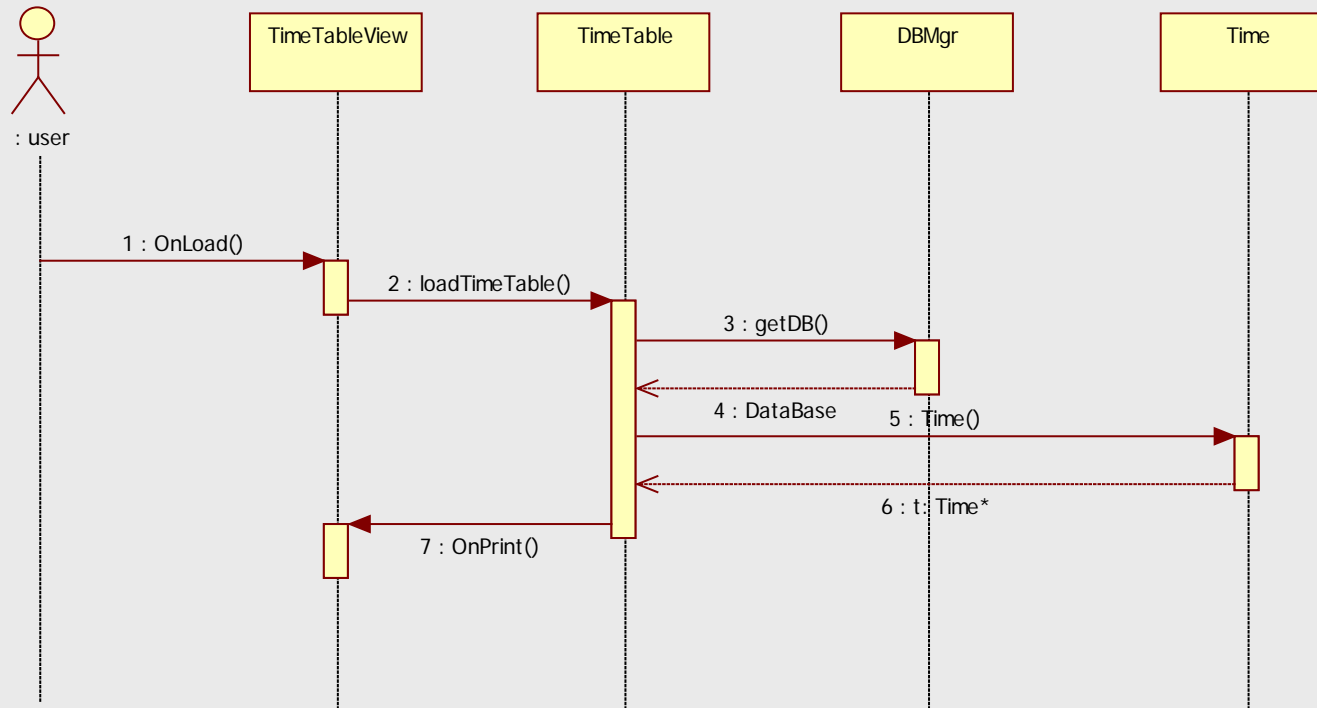 TimeTableView
TimeTable
DBMgr
Time
: user
1 : OnLoad()
2 : loadTimeTable()
3 : getDB()
4 : DataBase
5 : Time()
6 : t: Time*
7 : OnPrint()